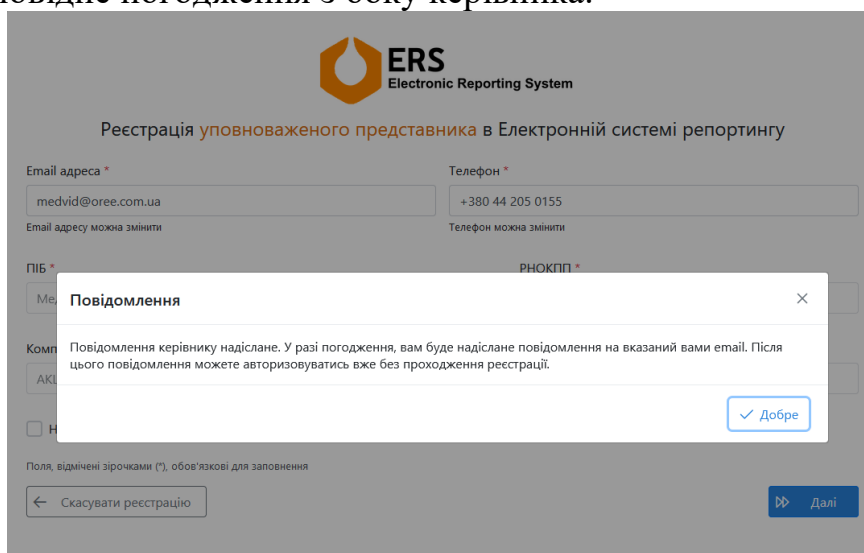 погодження з боку керівника.
ERS
Electronic Reporting System
Реєстрація уповноваженого представника в Електронній системі репортингу
Email адреса *
Телефон *
medvid@oree.com.ua
+380 44 205 0155
Email адресу можна змінити
Телефон можна змінити
ПІБ *
РНОКПП *
Повідомлення
Повідомлення керівнику надіслане. У разі погодження, вам буде надіслане повідомлення на вказаний вами email. Після
цього повідомлення можете авторизовуватись вже без проходження реєстрації.
Добре
Поля, відмічені зірочками (*), обов'язкові для заповнення
Скасувати реєстрацію
Далі